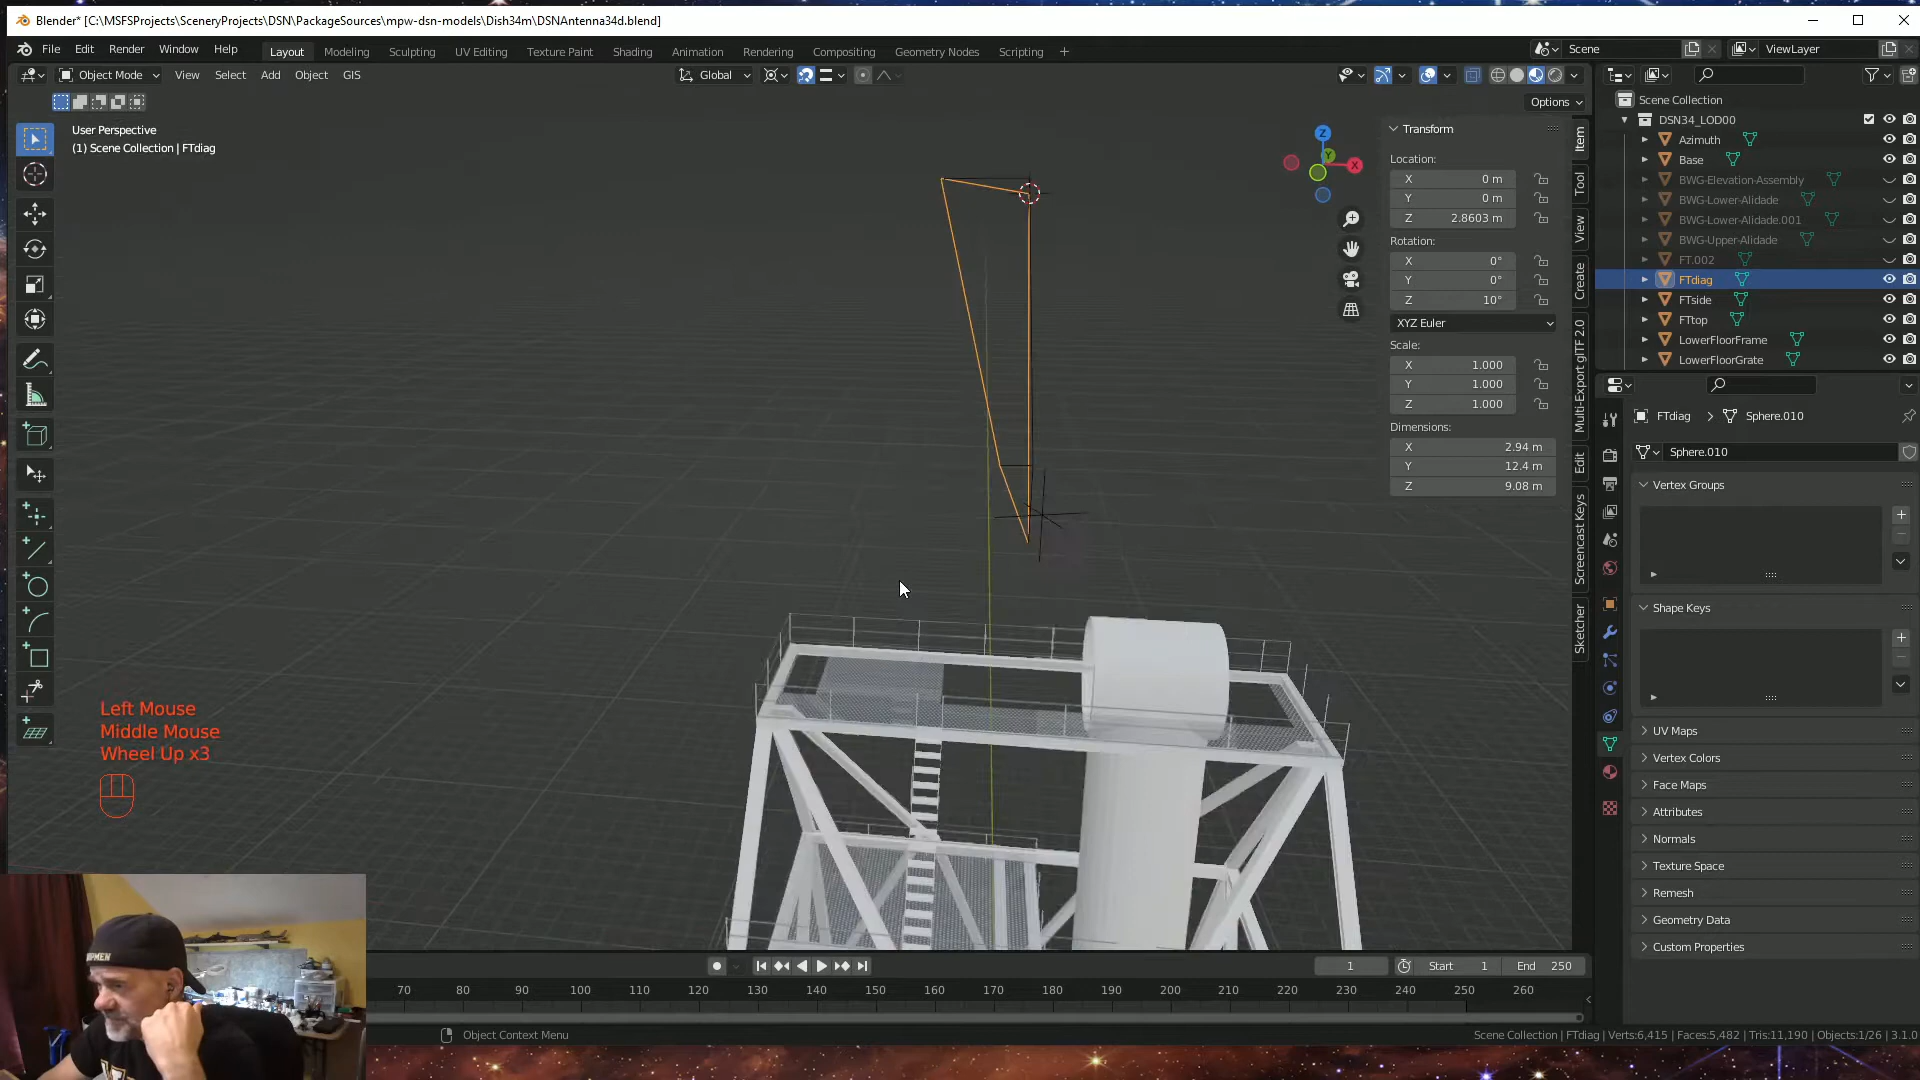 Blender* [C:\MSFSProjects\SceneryProjects\DSN\PackageSources\mpw-dsn-models\Dish34m\DSNAntenna34d.blend]
File Edit Render Window Help Layout Modeling Sculpting UV Editing Texture Paint Shading Animation Rendering Compositing Geometry Nodes Scripting + Scene ViewLayer
Object Mode View Select Add Object GIS Global
Options
User Perspective
(1) Scene Collection | FTdiag
Z
Y
X
Transform
Location:
X 0 m
Y 0 m
Z 2.8603 m
Rotation:
X 0°
Y 0°
Z 10°
XYZ Euler
Scale:
X 1.000
Y 1.000
Z 1.000
Dimensions:
X 2.94 m
Y 12.4 m
Z 9.08 m
Item
Tool
View
Create
Multi-Export glTF 2.0
Edit
Screencast Keys
Sketcher
Scene Collection
DSN34_LOD00
Azimuth
Base
BWG-Elevation-Assembly
BWG-Lower-Alidade
BWG-Lower-Alidade.001
BWG-Upper-Alidade
FT.002
FTdiag
FTside
FTtop
LowerFloorFrame
LowerFloorGrate
FTdiag > Sphere.010
Sphere.010
Vertex Groups
Shape Keys
UV Maps
Vertex Colors
Face Maps
Attributes
Normals
Texture Space
Remesh
Geometry Data
Custom Properties
Left Mouse
Middle Mouse
Wheel Up x3
1 Start 1 End 250
70 80 90 100 110 120 130 140 150 160 170 180 190 200 210 220 230 240 250 260
Object Context Menu
Scene Collection | FTdiag | Verts:6,415 | Faces:5,482 | Tris:11,190 | Objects:1/26 | 3.1.0